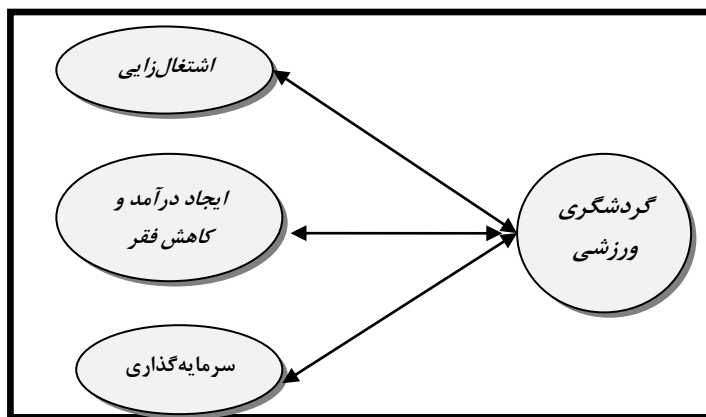 اشتغال‌زایی
ایجاد درآمد و
کاهش فقر
سرمایه‌گذاری
گردشگری
ورزشی